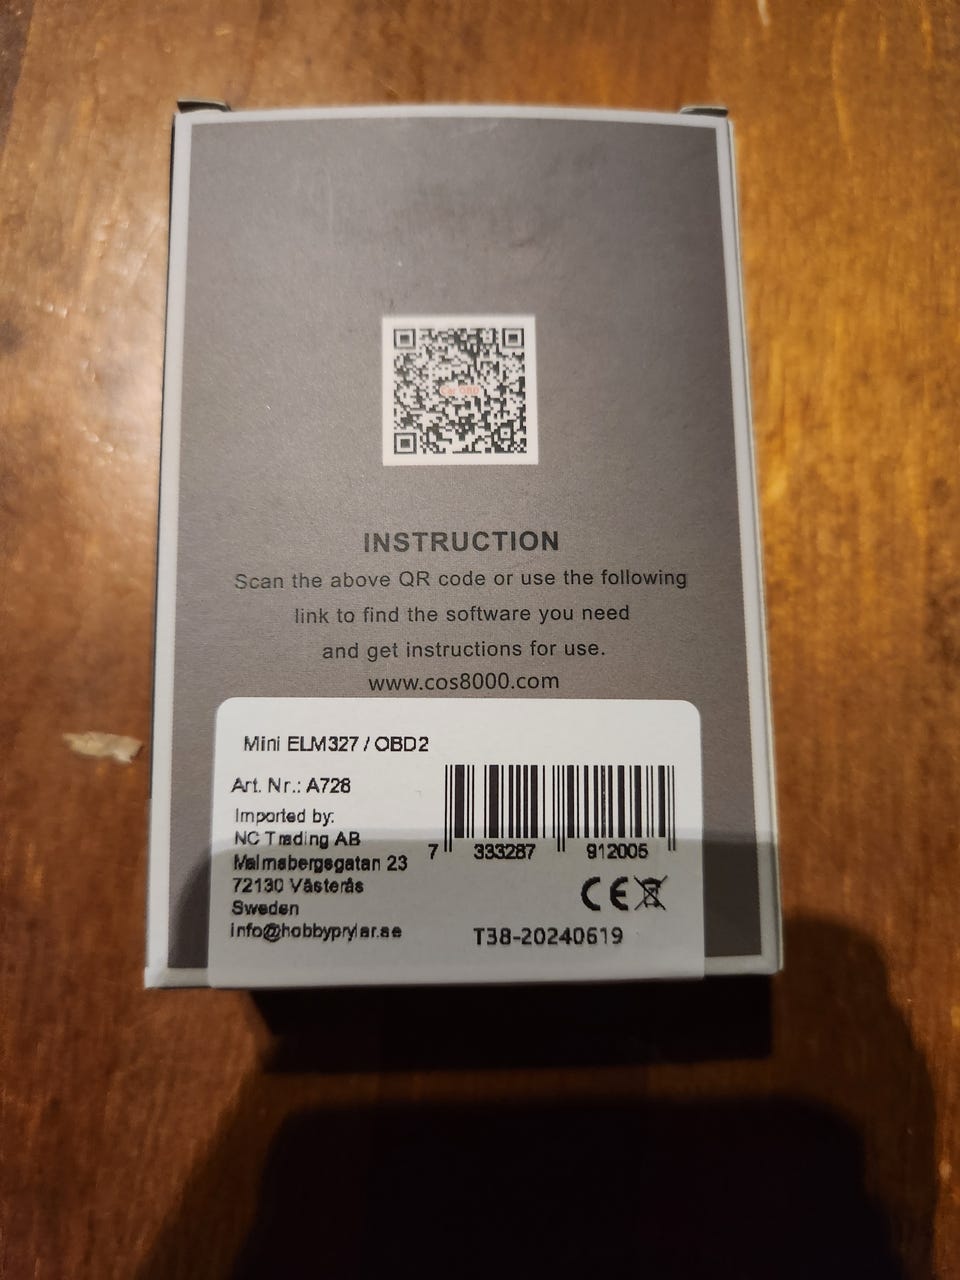 Car OBD
INSTRUCTION
Scan the above QR code or use the following
link to find the software you need
and get instructions for use.
www.cos8000.com
Mini ELM327 / OBD2
Art. Nr.: A728
Imported by:
NC Trading AB
Malmabergsgatan 23
72130 Västerås
Sweden
info@hobbyprylar.se
7 333287 912005
CE
T38-20240619